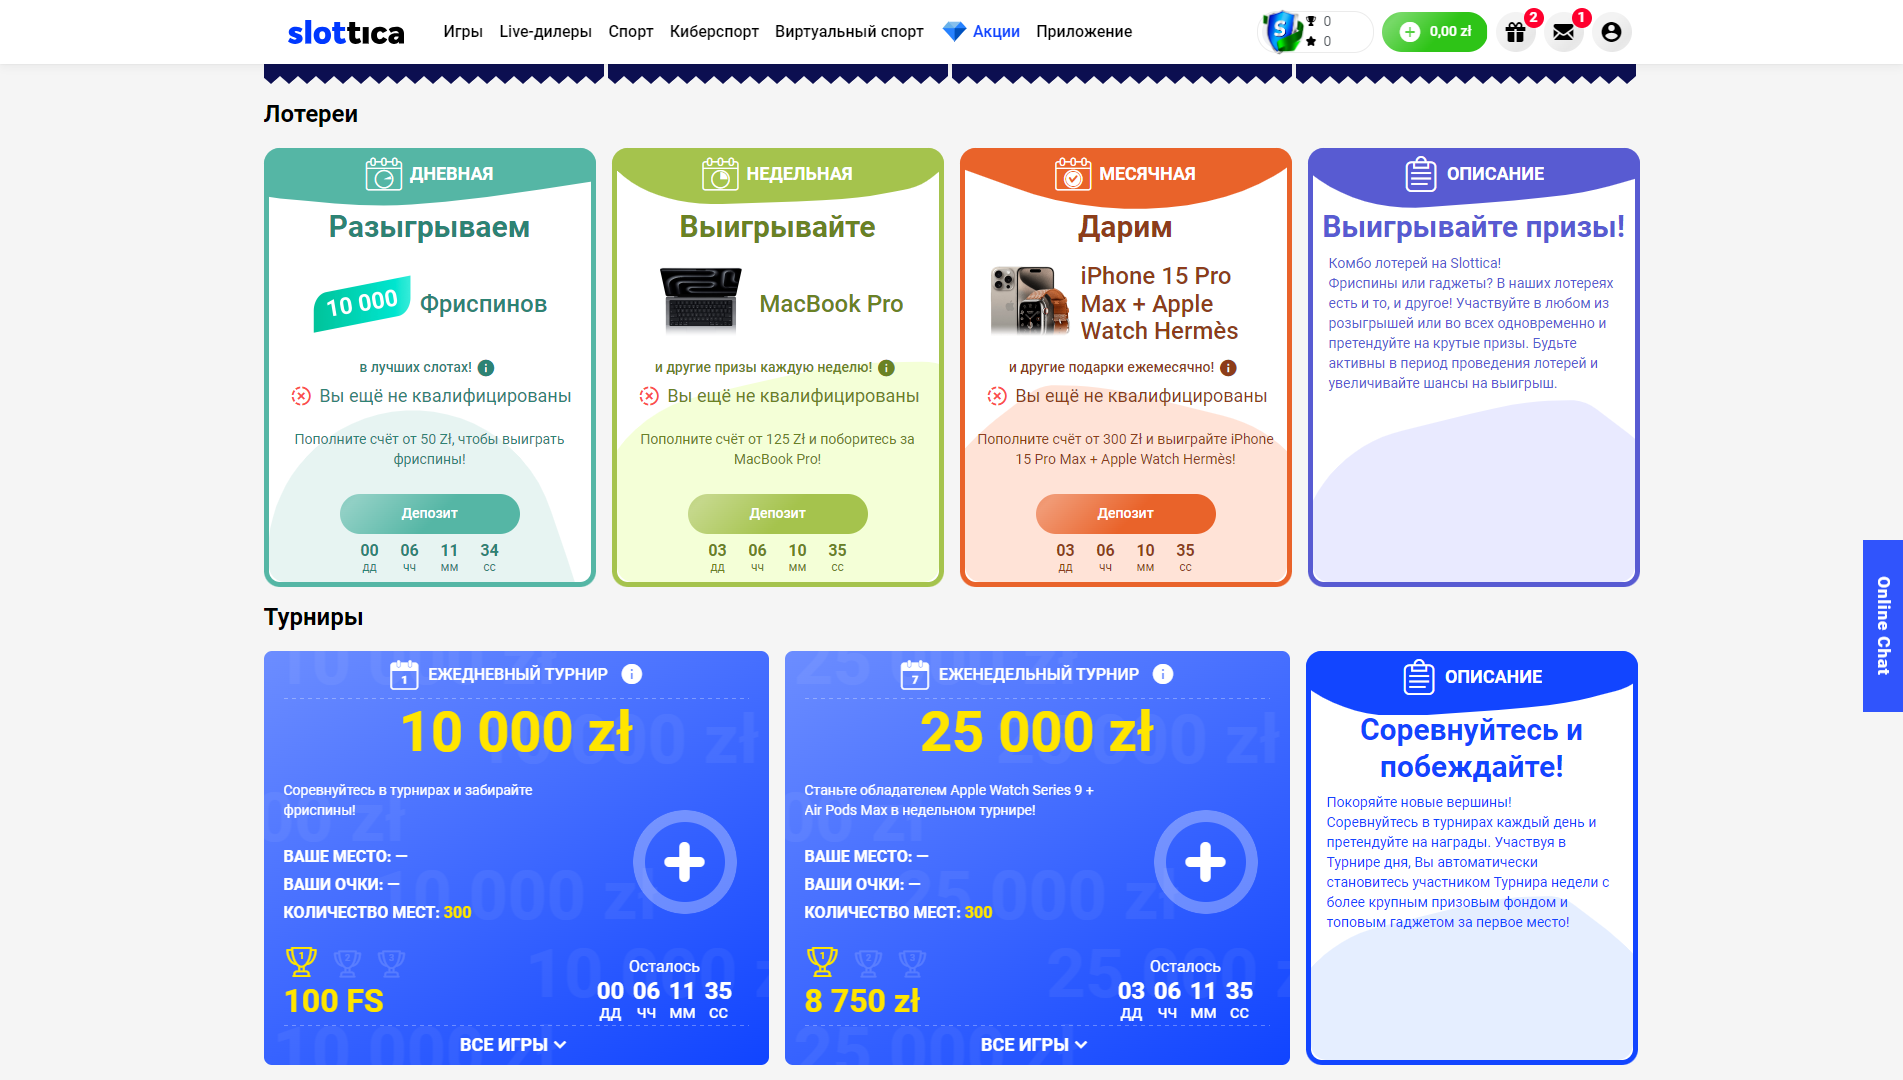 slottica
Игры Live-дилеры Спорт Киберспорт Виртуальный спорт Акции Приложение
0
0
0,00 zł
2
1
Лотереи
ДНЕВНАЯ
Разыгрываем
10 000 Фриспинов
в лучших слотах!
Вы ещё не квалифицированы
Пополните счёт от 50 Zł, чтобы выиграть
фриспины!
Депозит
00 06 11 34
дд чч мм сс
НЕДЕЛЬНАЯ
Выигрывайте
MacBook Pro
и другие призы каждую неделю!
Вы ещё не квалифицированы
Пополните счёт от 125 Zł и поборитесь за
MacBook Pro!
Депозит
03 06 10 35
дд чч мм сс
МЕСЯЧНАЯ
Дарим
iPhone 15 Pro
Max + Apple
Watch Hermès
и другие подарки ежемесячно!
Вы ещё не квалифицированы
Пополните счёт от 300 Zł и выиграйте iPhone
15 Pro Max + Apple Watch Hermès!
Депозит
03 06 10 35
дд чч мм сс
ОПИСАНИЕ
Выигрывайте призы!
Комбо лотерей на Slottica!
Фриспины или гаджеты? В наших лотереях
есть и то, и другое! Участвуйте в любом из
розыгрышей или во всех одновременно и
претендуйте на крутые призы. Будьте
активны в период проведения лотерей и
увеличивайте шансы на выигрыш.
Online Chat
Турниры
1 ЕЖЕДНЕВНЫЙ ТУРНИР
10 000 zł
Соревнуйтесь в турнирах и забирайте
фриспины!
ВАШЕ МЕСТО: —
ВАШИ ОЧКИ: —
КОЛИЧЕСТВО МЕСТ: 300
1 2 3
100 FS
Осталось
00 06 11 35
ДД ЧЧ ММ СС
ВСЕ ИГРЫ
7 ЕЖЕНЕДЕЛЬНЫЙ ТУРНИР
25 000 zł
Станьте обладателем Apple Watch Series 9 +
Air Pods Max в недельном турнире!
ВАШЕ МЕСТО: —
ВАШИ ОЧКИ: —
КОЛИЧЕСТВО МЕСТ: 300
1 2 3
8 750 zł
Осталось
03 06 11 35
ДД ЧЧ ММ СС
ВСЕ ИГРЫ
ОПИСАНИЕ
Соревнуйтесь и
побеждайте!
Покоряйте новые вершины!
Соревнуйтесь в турнирах каждый день и
претендуйте на награды. Участвуя в
Турнире дня, Вы автоматически
становитесь участником Турнира недели с
более крупным призовым фондом и
топовым гаджетом за первое место!